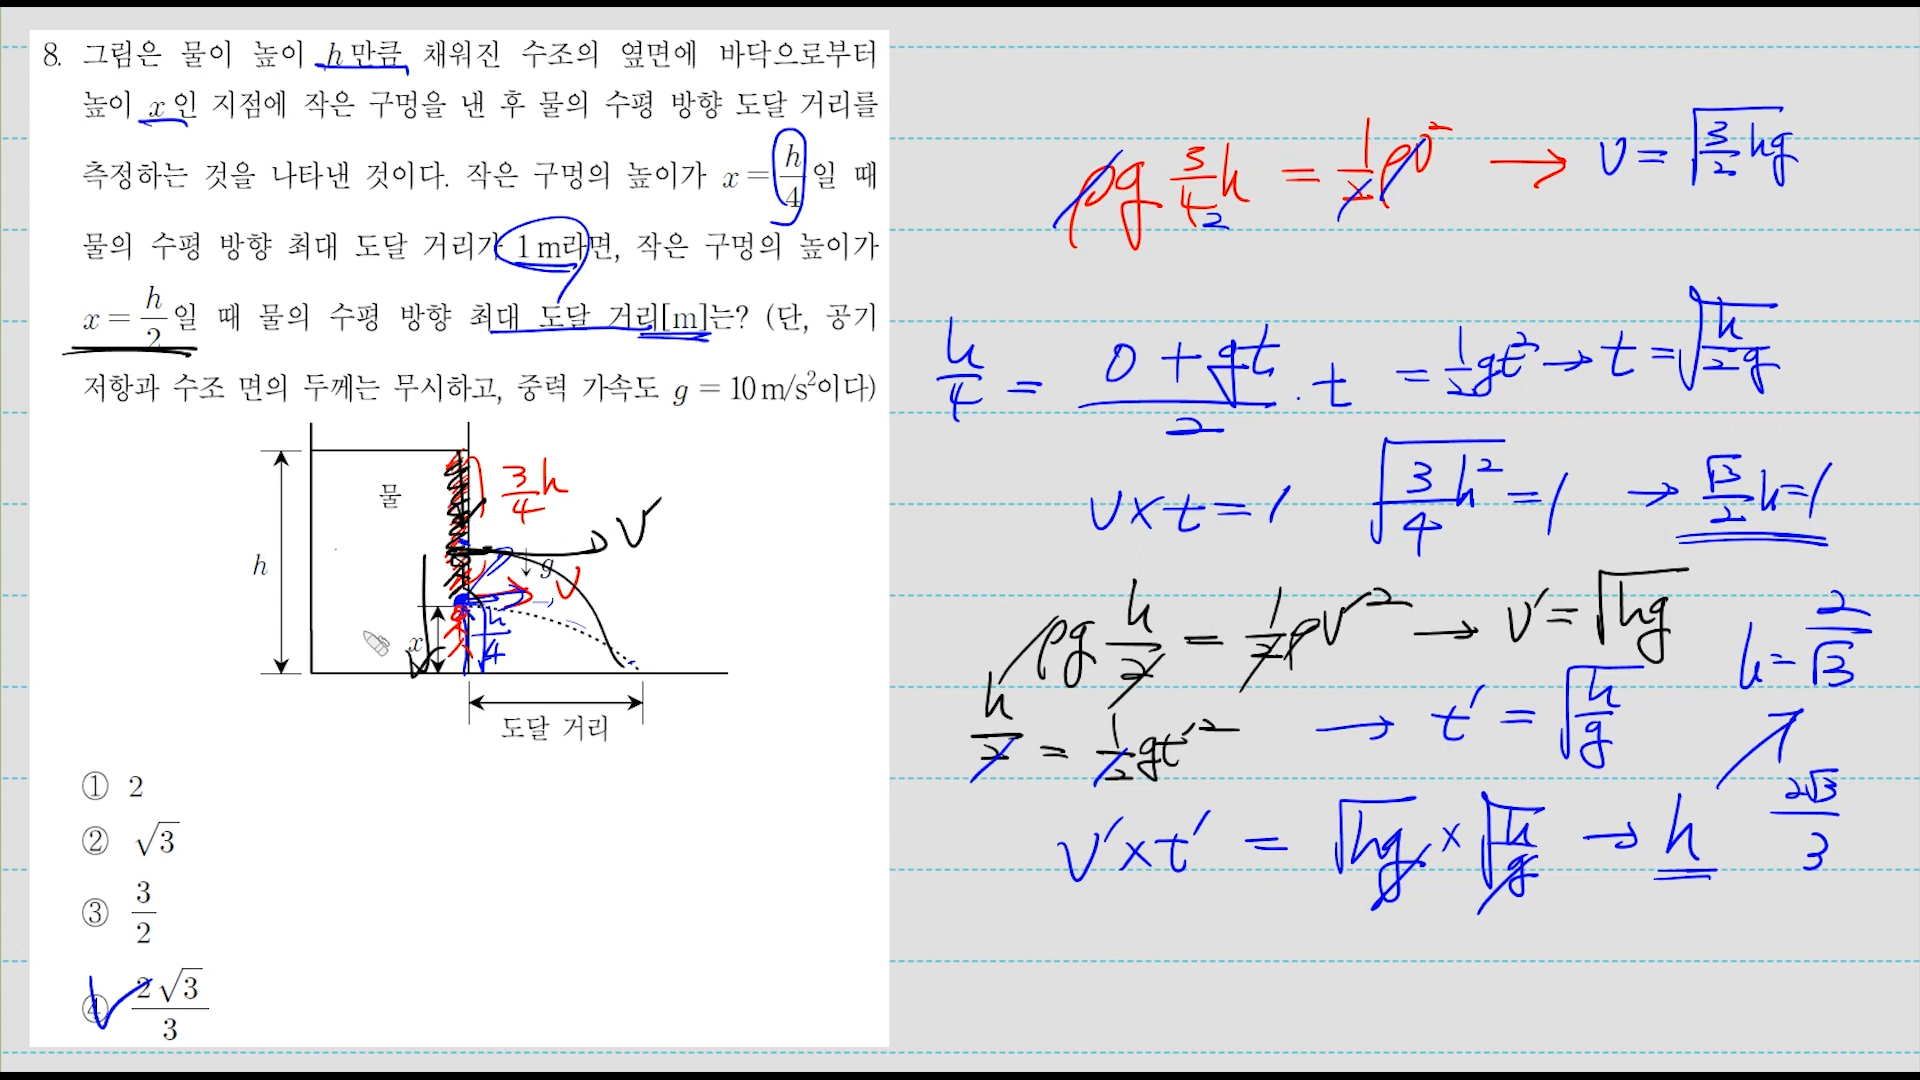 8. 그림은 물이 높이 h만큼 채워진 수조의 옆면에 바닥으로부터
높이 x인 지점에 작은 구멍을 낸 후 물의 수평 방향 도달 거리를
측정하는 것을 나타낸 것이다. 작은 구멍의 높이가 x = h/4 일 때
물의 수평 방향 최대 도달 거리가 1 m라면, 작은 구멍의 높이가
x = h/2 일 때 물의 수평 방향 최대 도달 거리[m]는? (단, 공기
저항과 수조 면의 두께는 무시하고, 중력 가속도 g = 10 m/s²이다)
물
3/4 h
V
h
g
v
x
h/4
도달 거리
① 2
② √3
③ 3/2
④ 2√3/3
ρg 3/4 h = 1/2 ρv² → v = √(3/2 hg)
2
h/4 = (0 + gt)/2 · t = 1/2 gt² → t = √(h/2g)
v × t = 1 √(3/4 h²) = 1 → √3/2 h = 1
ρg h/2 = 1/2 ρv'² → v' = √hg
h = 2/√3
h/2 = 1/2 gt'² → t' = √(h/g)
v' × t' = √hg × √(h/g) → h
2√3/3